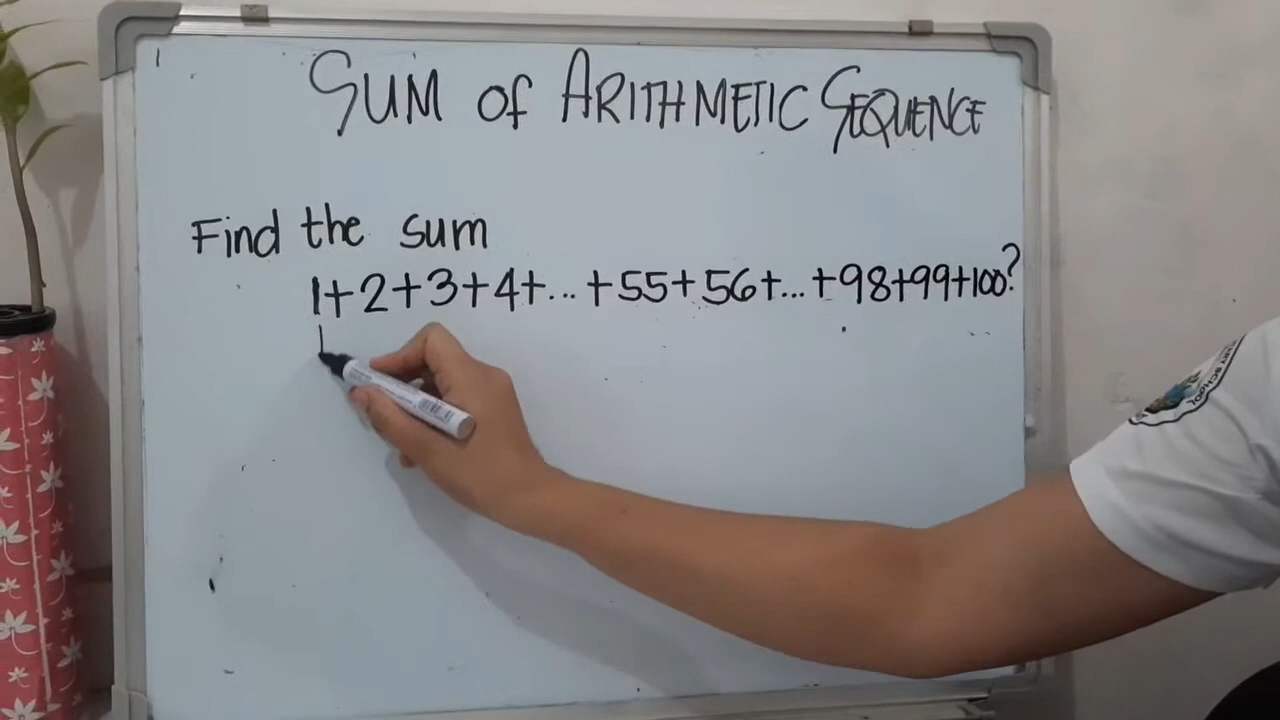 SUM of ARITHMETIC SEQUENCE
Find the sum
1+2+3+4+...+55+56+...+98+99+100?